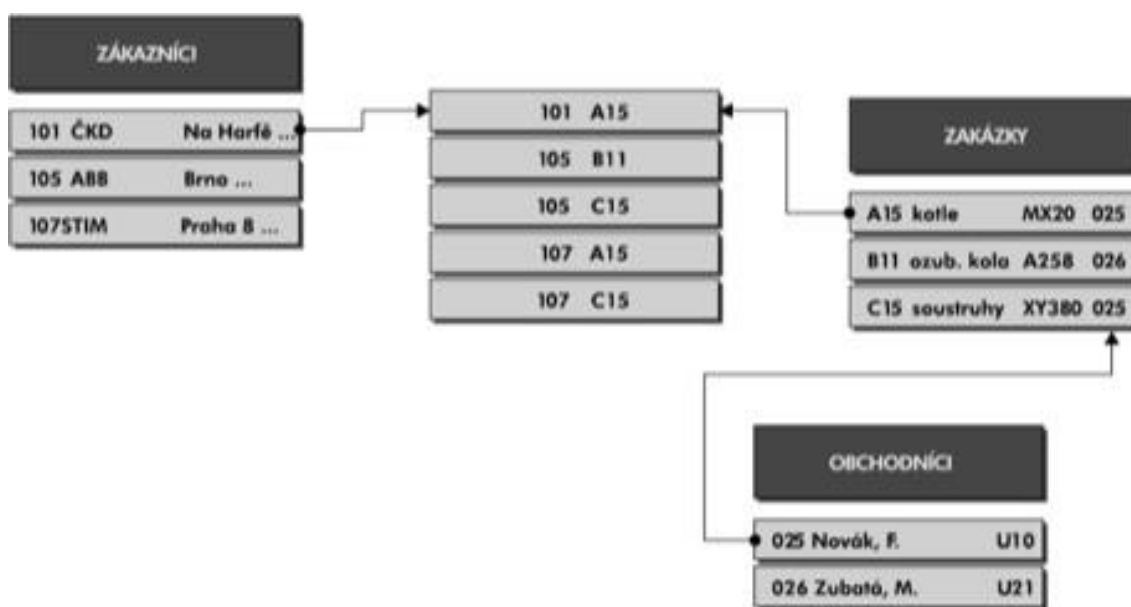 ZÁKAZNÍCI
101 ČKD Na Harfě ...
105 ABB Brno ...
107STIM Praha 8 ...
101 A15
105 B11
105 C15
107 A15
107 C15
ZAKÁZKY
A15 kotle MX20 025
B11 ozub. kola A258 026
C15 soustruhy XY380 025
OBCHODNÍCI
025 Novák, F. U10
026 Zubatá, M. U21